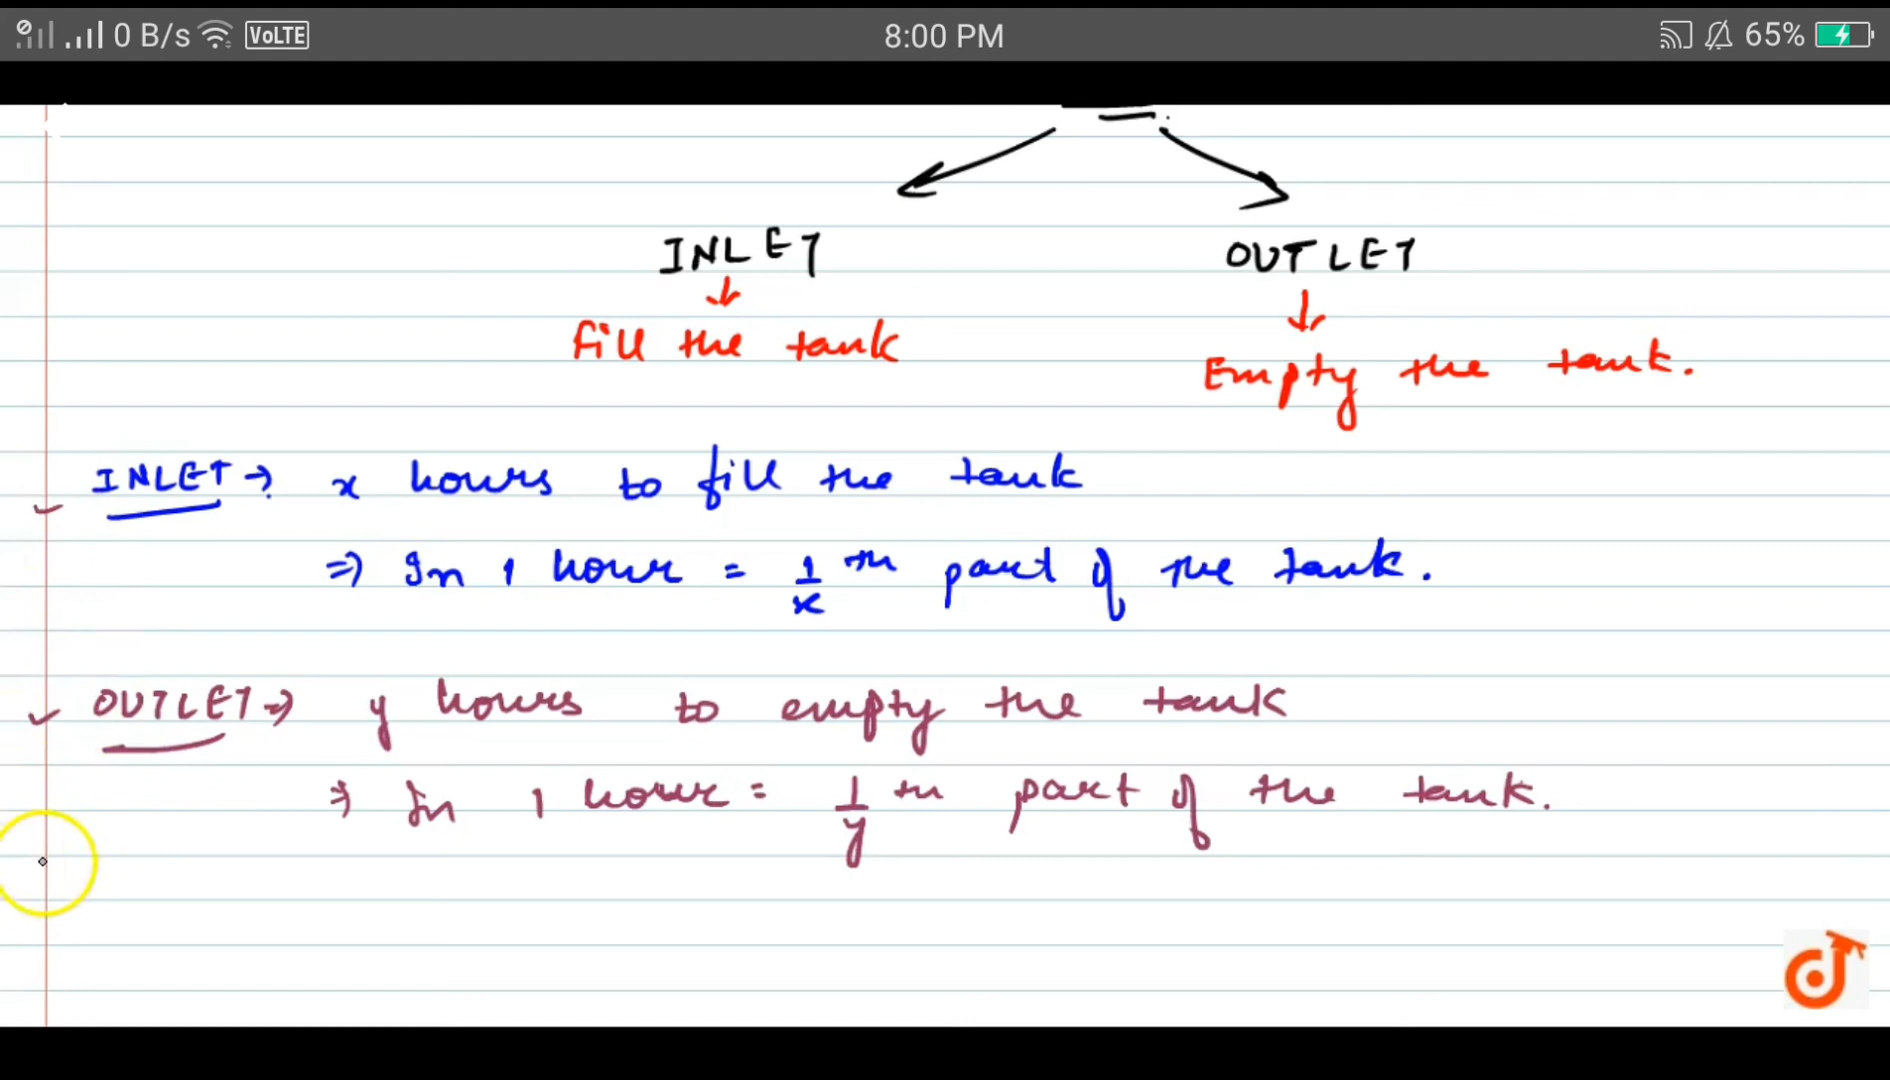 0 B/s VoLTE 8:00 PM 65%
INLET OUTLET
Fill the tank Empty the tank.
INLET → x hours to fill the tank
⇒ In 1 hour = 1/x th part of the tank.
OUTLET ⇒ y hours to empty the tank
⇒ In 1 hour = 1/y th part of the tank.